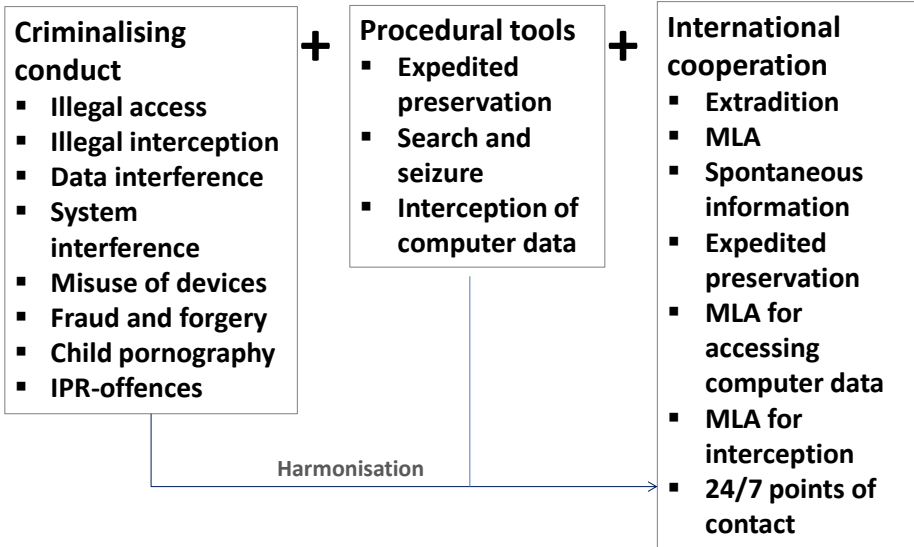 Criminalising
conduct
▪ Illegal access
▪ Illegal interception
▪ Data interference
▪ System
interference
▪ Misuse of devices
▪ Fraud and forgery
▪ Child pornography
▪ IPR-offences
+
Procedural tools
▪ Expedited
preservation
▪ Search and
seizure
▪ Interception of
computer data
+
International
cooperation
▪ Extradition
▪ MLA
▪ Spontaneous
information
▪ Expedited
preservation
▪ MLA for
accessing
computer data
▪ MLA for
interception
▪ 24/7 points of
contact
Harmonisation